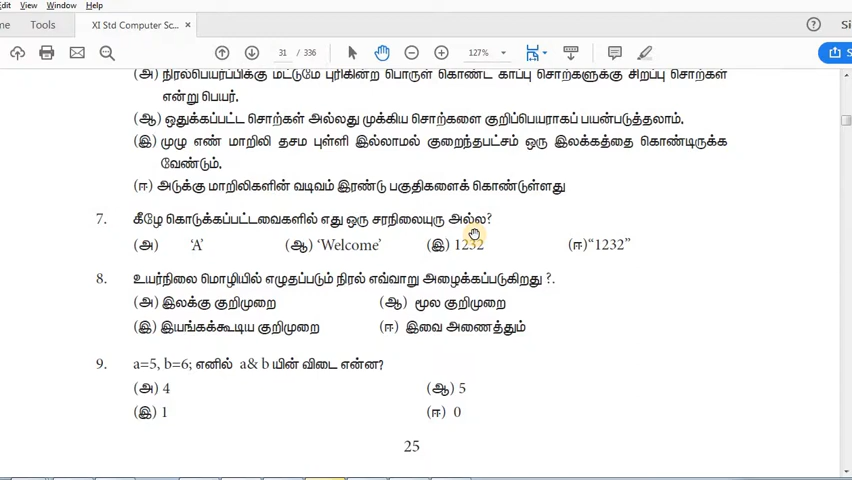 Edit View Window Help
me Tools XI Std Computer Sc... ×
31 / 336 127% S
(அ) நிரல்பெயர்ப்பிக்கு மட்டுமே புரிகின்ற பொருள் கொண்ட காப்பு சொற்களுக்கு சிறப்பு சொற்கள்
என்று பெயர்.
(ஆ) ஒதுக்கப்பட்ட சொற்கள் அல்லது முக்கிய சொற்களை குறிப்பெயராகப் பயன்படுத்தலாம்.
(இ) முழு எண் மாறிலி தசம புள்ளி இல்லாமல் குறைந்தபட்சம் ஒரு இலக்கத்தை கொண்டிருக்க
வேண்டும்.
(ஈ) அடுக்கு மாறிலிகளின் வடிவம் இரண்டு பகுதிகளைக் கொண்டுள்ளது
7. கீழே கொடுக்கப்பட்டவைகளில் எது ஒரு சரநிலையுரு அல்ல?
(அ) ‘A’ (ஆ) ‘Welcome’ (இ) 1232 (ஈ)“1232”
8. உயர்நிலை மொழியில் எழுதப்படும் நிரல் எவ்வாறு அழைக்கப்படுகிறது ?.
(அ) இலக்கு குறிமுறை (ஆ) மூல குறிமுறை
(இ) இயங்கக்கூடிய குறிமுறை (ஈ) இவை அணைத்தும்
9. a=5, b=6; எனில் a& b யின் விடை என்ன?
(அ) 4 (ஆ) 5
(இ) 1 (ஈ) 0
25